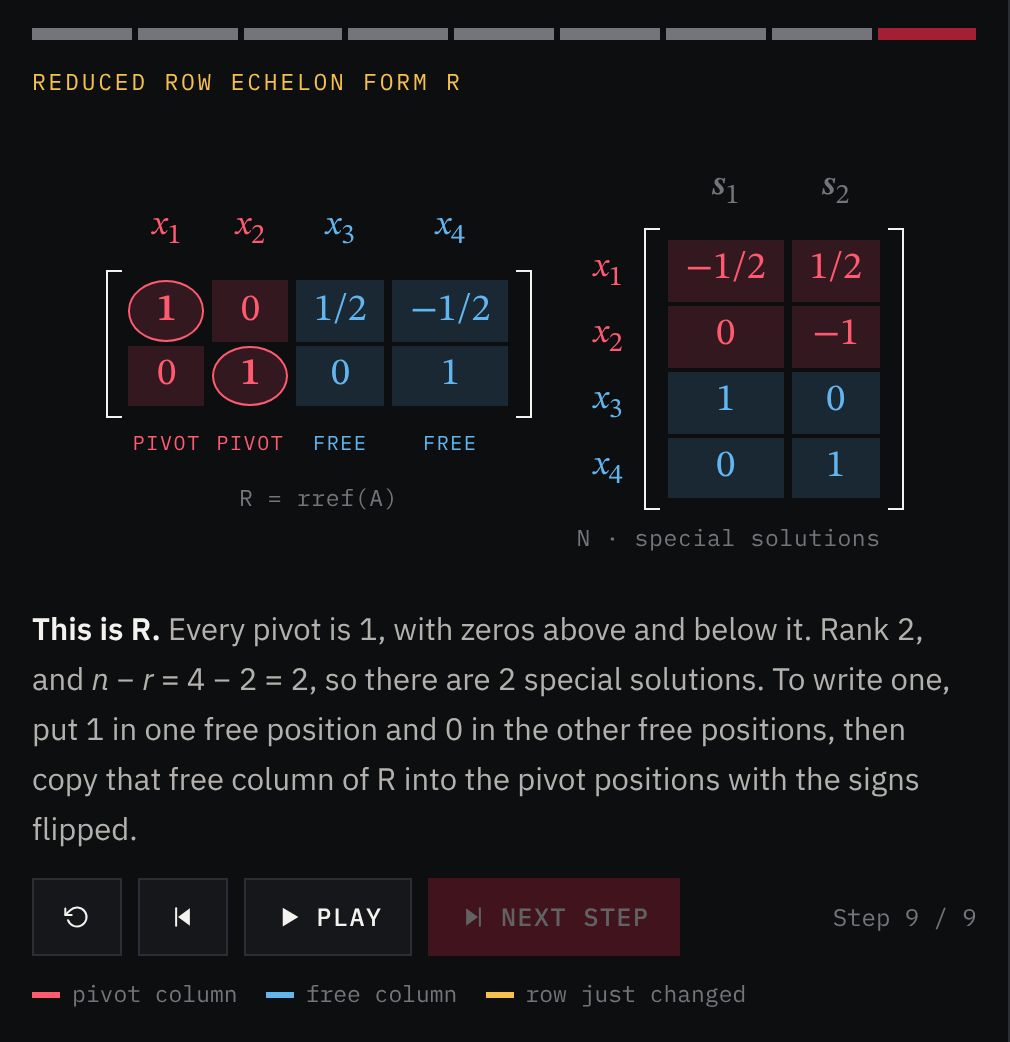 REDUCED ROW ECHELON FORM R
x1 x2 x3 x4
1 0 1/2 −1/2
0 1 0 1
PIVOT PIVOT FREE FREE
R = rref(A)
s1 s2
x1 −1/2 1/2
x2 0 −1
x3 1 0
x4 0 1
N · special solutions
This is R. Every pivot is 1, with zeros above and below it. Rank 2,
and n − r = 4 − 2 = 2, so there are 2 special solutions. To write one,
put 1 in one free position and 0 in the other free positions, then
copy that free column of R into the pivot positions with the signs
flipped.
PLAY NEXT STEP Step 9 / 9
pivot column free column row just changed